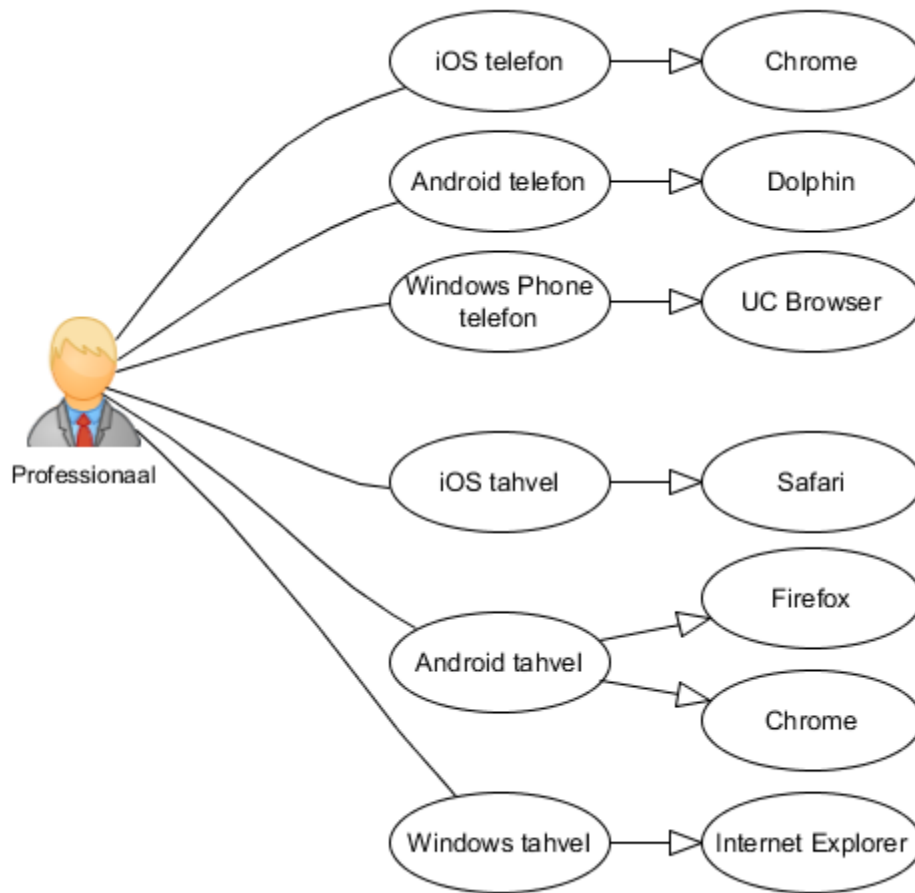 iOS telefon
Chrome
Android telefon
Dolphin
Windows Phone
telefon
UC Browser
Professionaal
iOS tahvel
Safari
Firefox
Android tahvel
Chrome
Windows tahvel
Internet Explorer